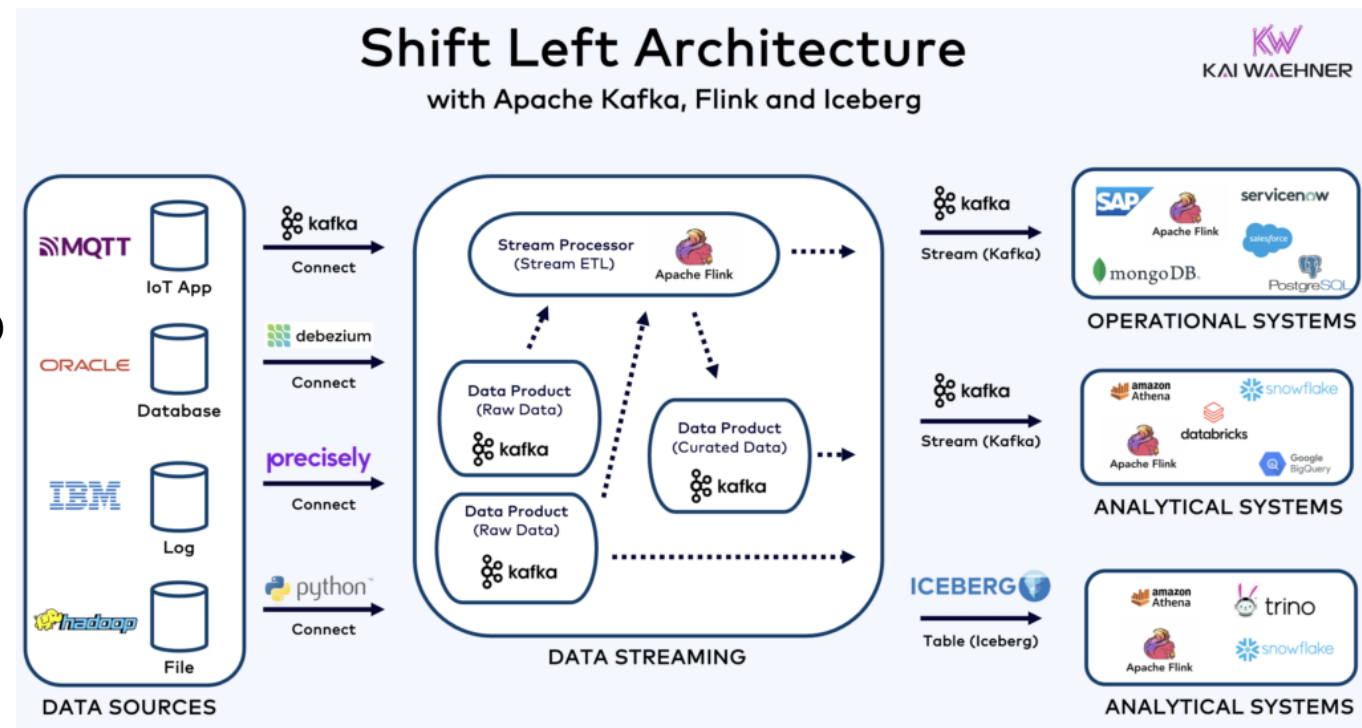 Shift Left Architecture
with Apache Kafka, Flink and Iceberg
KW
KAI WAEHNER
MQTT
IoT App
ORACLE
Database
IBM
Log
hadoop
File
DATA SOURCES
kafka
Connect
debezium
Connect
precisely
Connect
python™
Connect
Stream Processor
(Stream ETL)
Apache Flink
Data Product
(Raw Data)
kafka
Data Product
(Raw Data)
kafka
Data Product
(Curated Data)
kafka
DATA STREAMING
kafka
Stream (Kafka)
kafka
Stream (Kafka)
ICEBERG
Table (Iceberg)
SAP
Apache Flink
servicenow
salesforce
mongoDB.
PostgreSQL
OPERATIONAL SYSTEMS
amazon
Athena
snowflake
databricks
Apache Flink
Google
BigQuery
ANALYTICAL SYSTEMS
amazon
Athena
trino
Apache Flink
snowflake
ANALYTICAL SYSTEMS